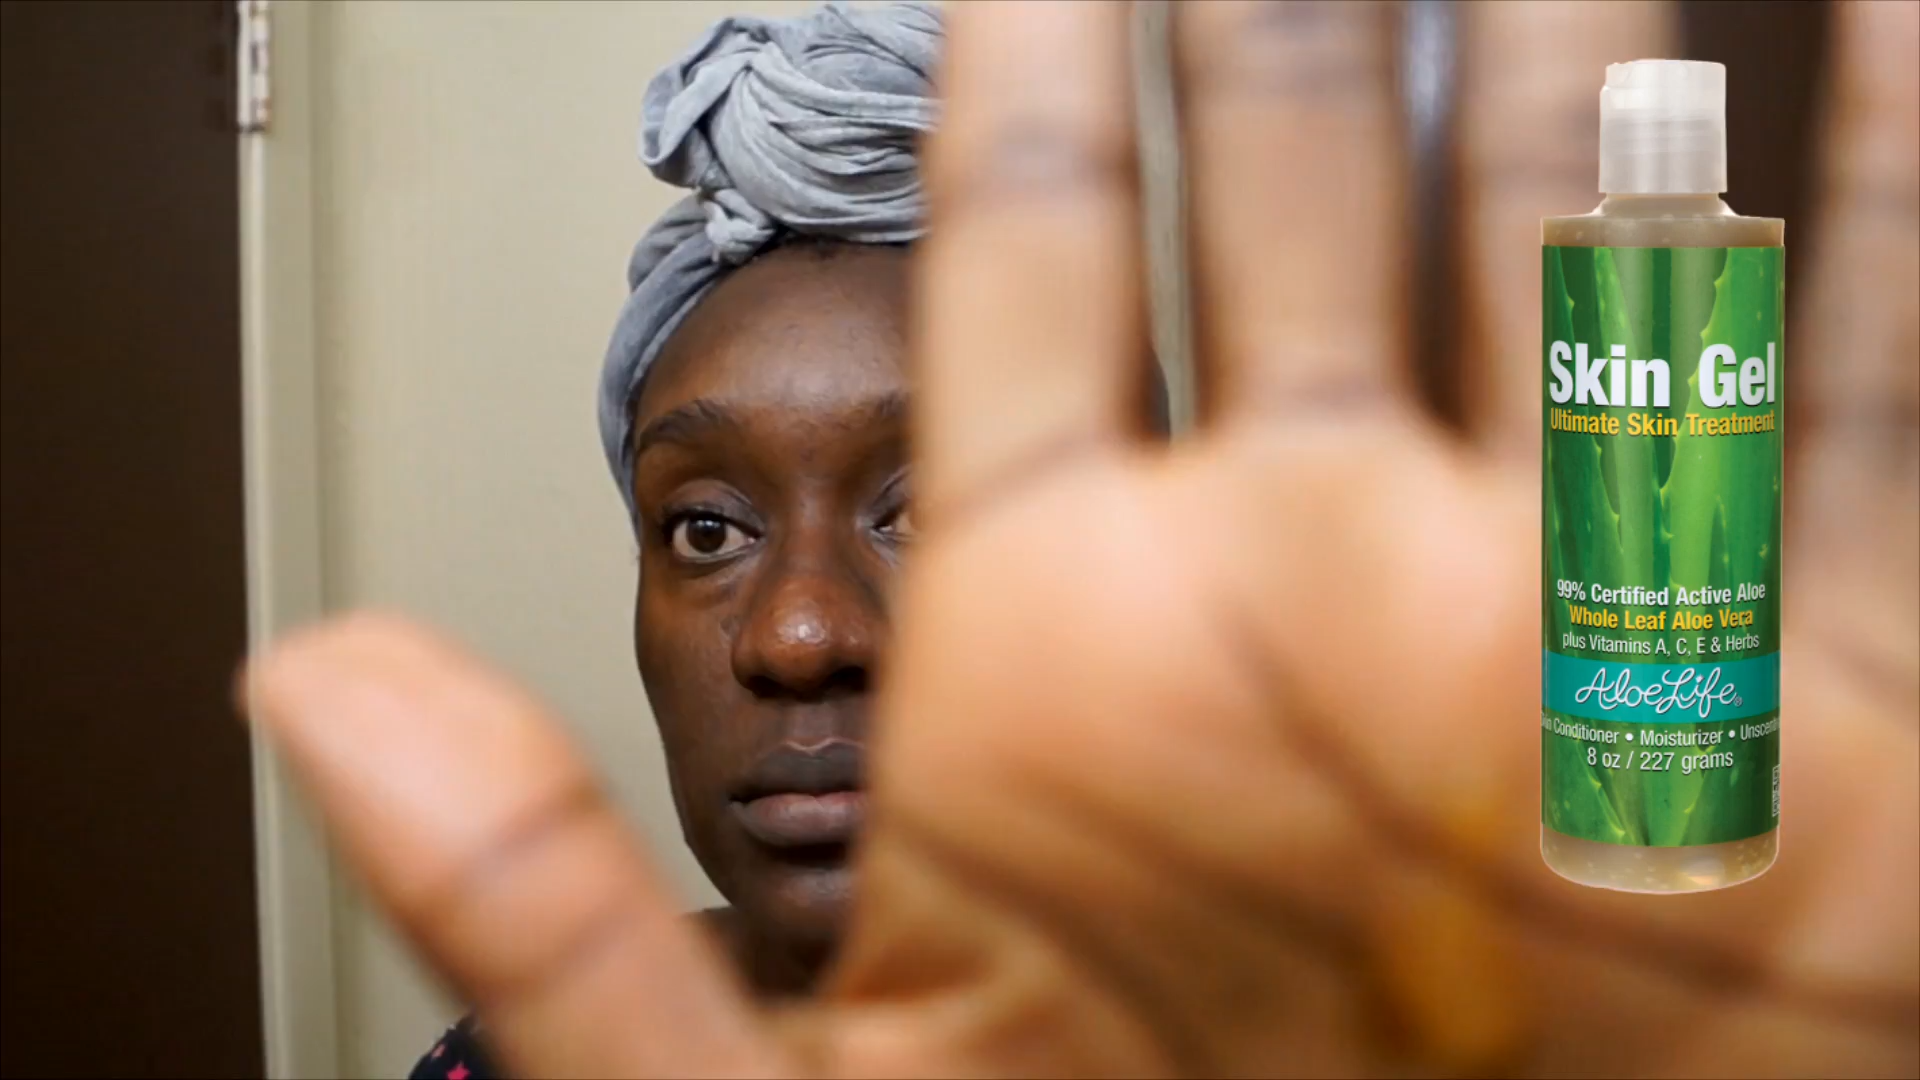 Skin Gel
Ultimate Skin Treatment
99% Certified Active Aloe
Whole Leaf Aloe Vera
plus Vitamins A, C, E & Herbs
AloeLife®
Conditioner • Moisturizer •
8 oz / 227 grams